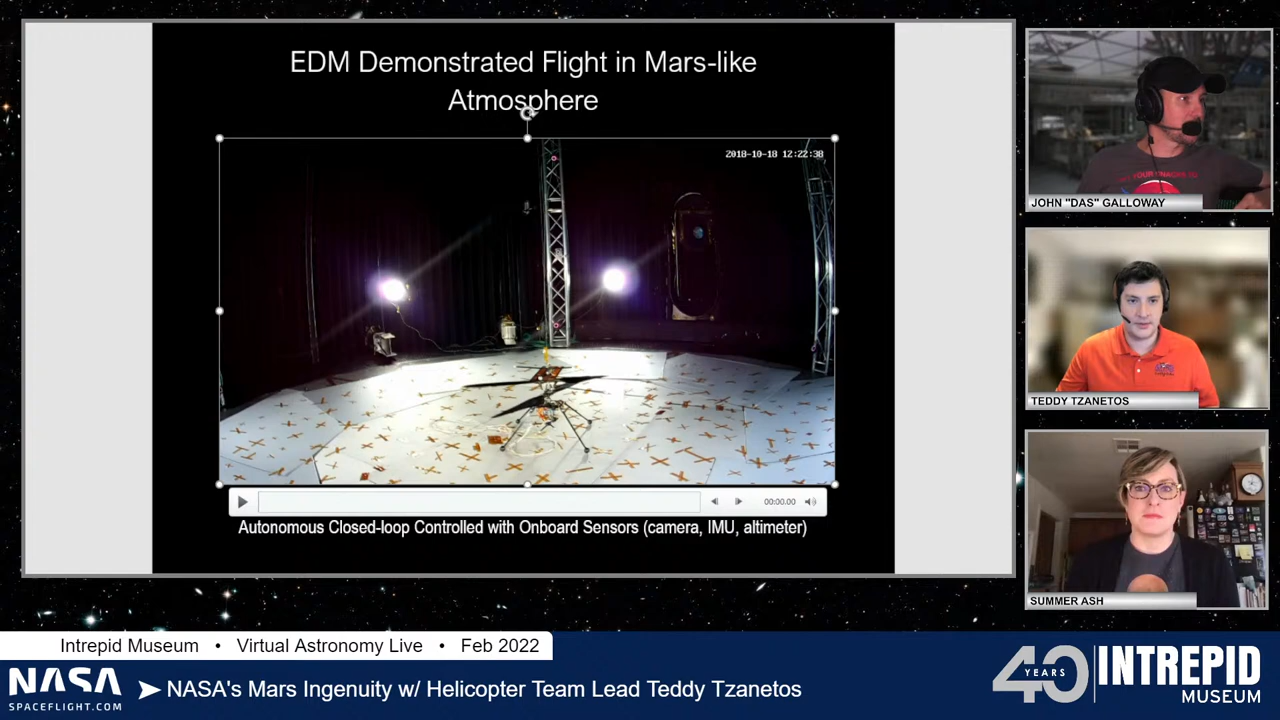 EDM Demonstrated Flight in Mars-like
Atmosphere
2018-10-18 12:22:38
00:00.00
Autonomous Closed-loop Controlled with Onboard Sensors (camera, IMU, altimeter)
JOHN "DAS" GALLOWAY
TEDDY TZANETOS
SUMMER ASH
Intrepid Museum • Virtual Astronomy Live • Feb 2022
NASA
SPACEFLIGHT.COM
NASA's Mars Ingenuity w/ Helicopter Team Lead Teddy Tzanetos
40
YEARS
INTREPID
MUSEUM